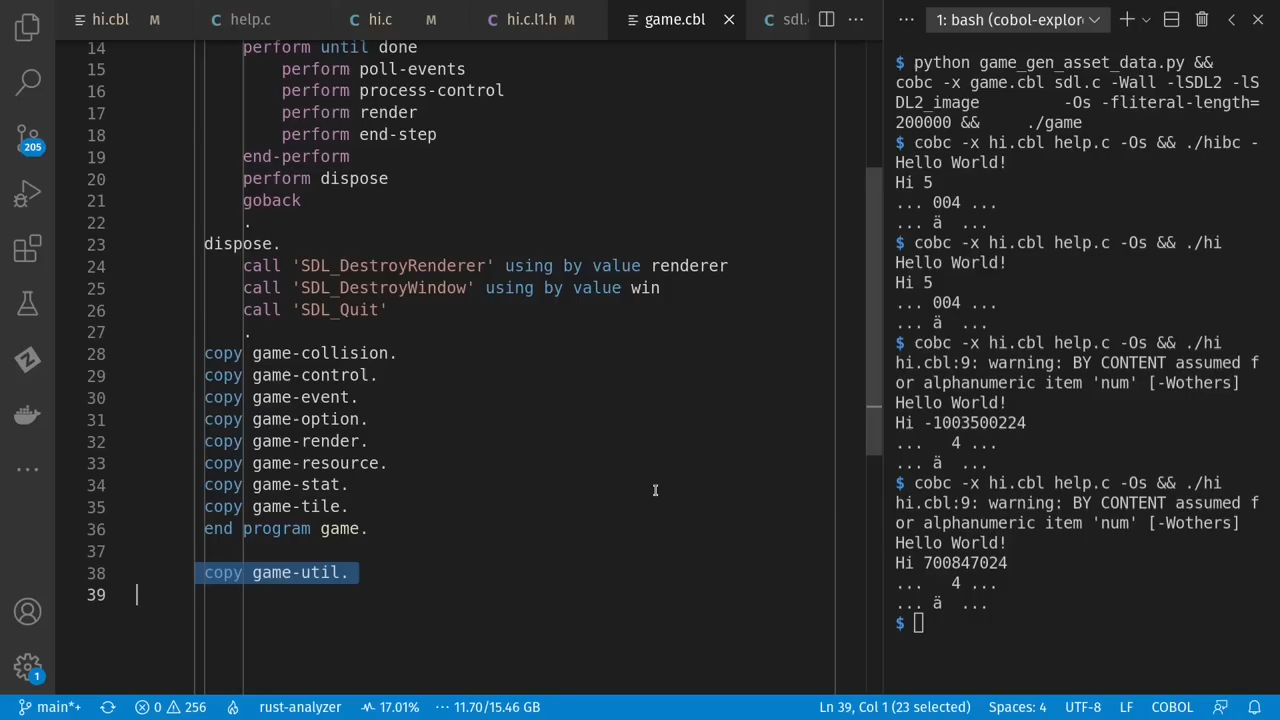 hi.cbl M
help.c
hi.c M
hi.c.l1.h M
game.cbl
sdl.
1: bash (cobol-explor
14 perform until done
15 perform poll-events
16 perform process-control
17 perform render
18 perform end-step
19 end-perform
20 perform dispose
21 goback
22 .
23 dispose.
24 call 'SDL_DestroyRenderer' using by value renderer
25 call 'SDL_DestroyWindow' using by value win
26 call 'SDL_Quit'
27 .
28 copy game-collision.
29 copy game-control.
30 copy game-event.
31 copy game-option.
32 copy game-render.
33 copy game-resource.
34 copy game-stat.
35 copy game-tile.
36 end program game.
37
38 copy game-util.
39
$ python game_gen_asset_data.py &&
cobc -x game.cbl sdl.c -Wall -lSDL2 -lS
DL2_image -Os -fliteral-length=
200000 && ./game
$ cobc -x hi.cbl help.c -Os && ./hibc -
Hello World!
Hi 5
... 004 ...
... ä ...
$ cobc -x hi.cbl help.c -Os && ./hi
Hello World!
Hi 5
... 004 ...
... ä ...
$ cobc -x hi.cbl help.c -Os && ./hi
hi.cbl:9: warning: BY CONTENT assumed f
or alphanumeric item 'num' [-Wothers]
Hello World!
Hi -1003500224
... 4 ...
... ä ...
$ cobc -x hi.cbl help.c -Os && ./hi
hi.cbl:9: warning: BY CONTENT assumed f
or alphanumeric item 'num' [-Wothers]
Hello World!
Hi 700847024
... 4 ...
... ä ...
$
205
1
main*+
0
256
rust-analyzer
17.01%
... 11.70/15.46 GB
Ln 39, Col 1 (23 selected)
Spaces: 4
UTF-8
LF
COBOL